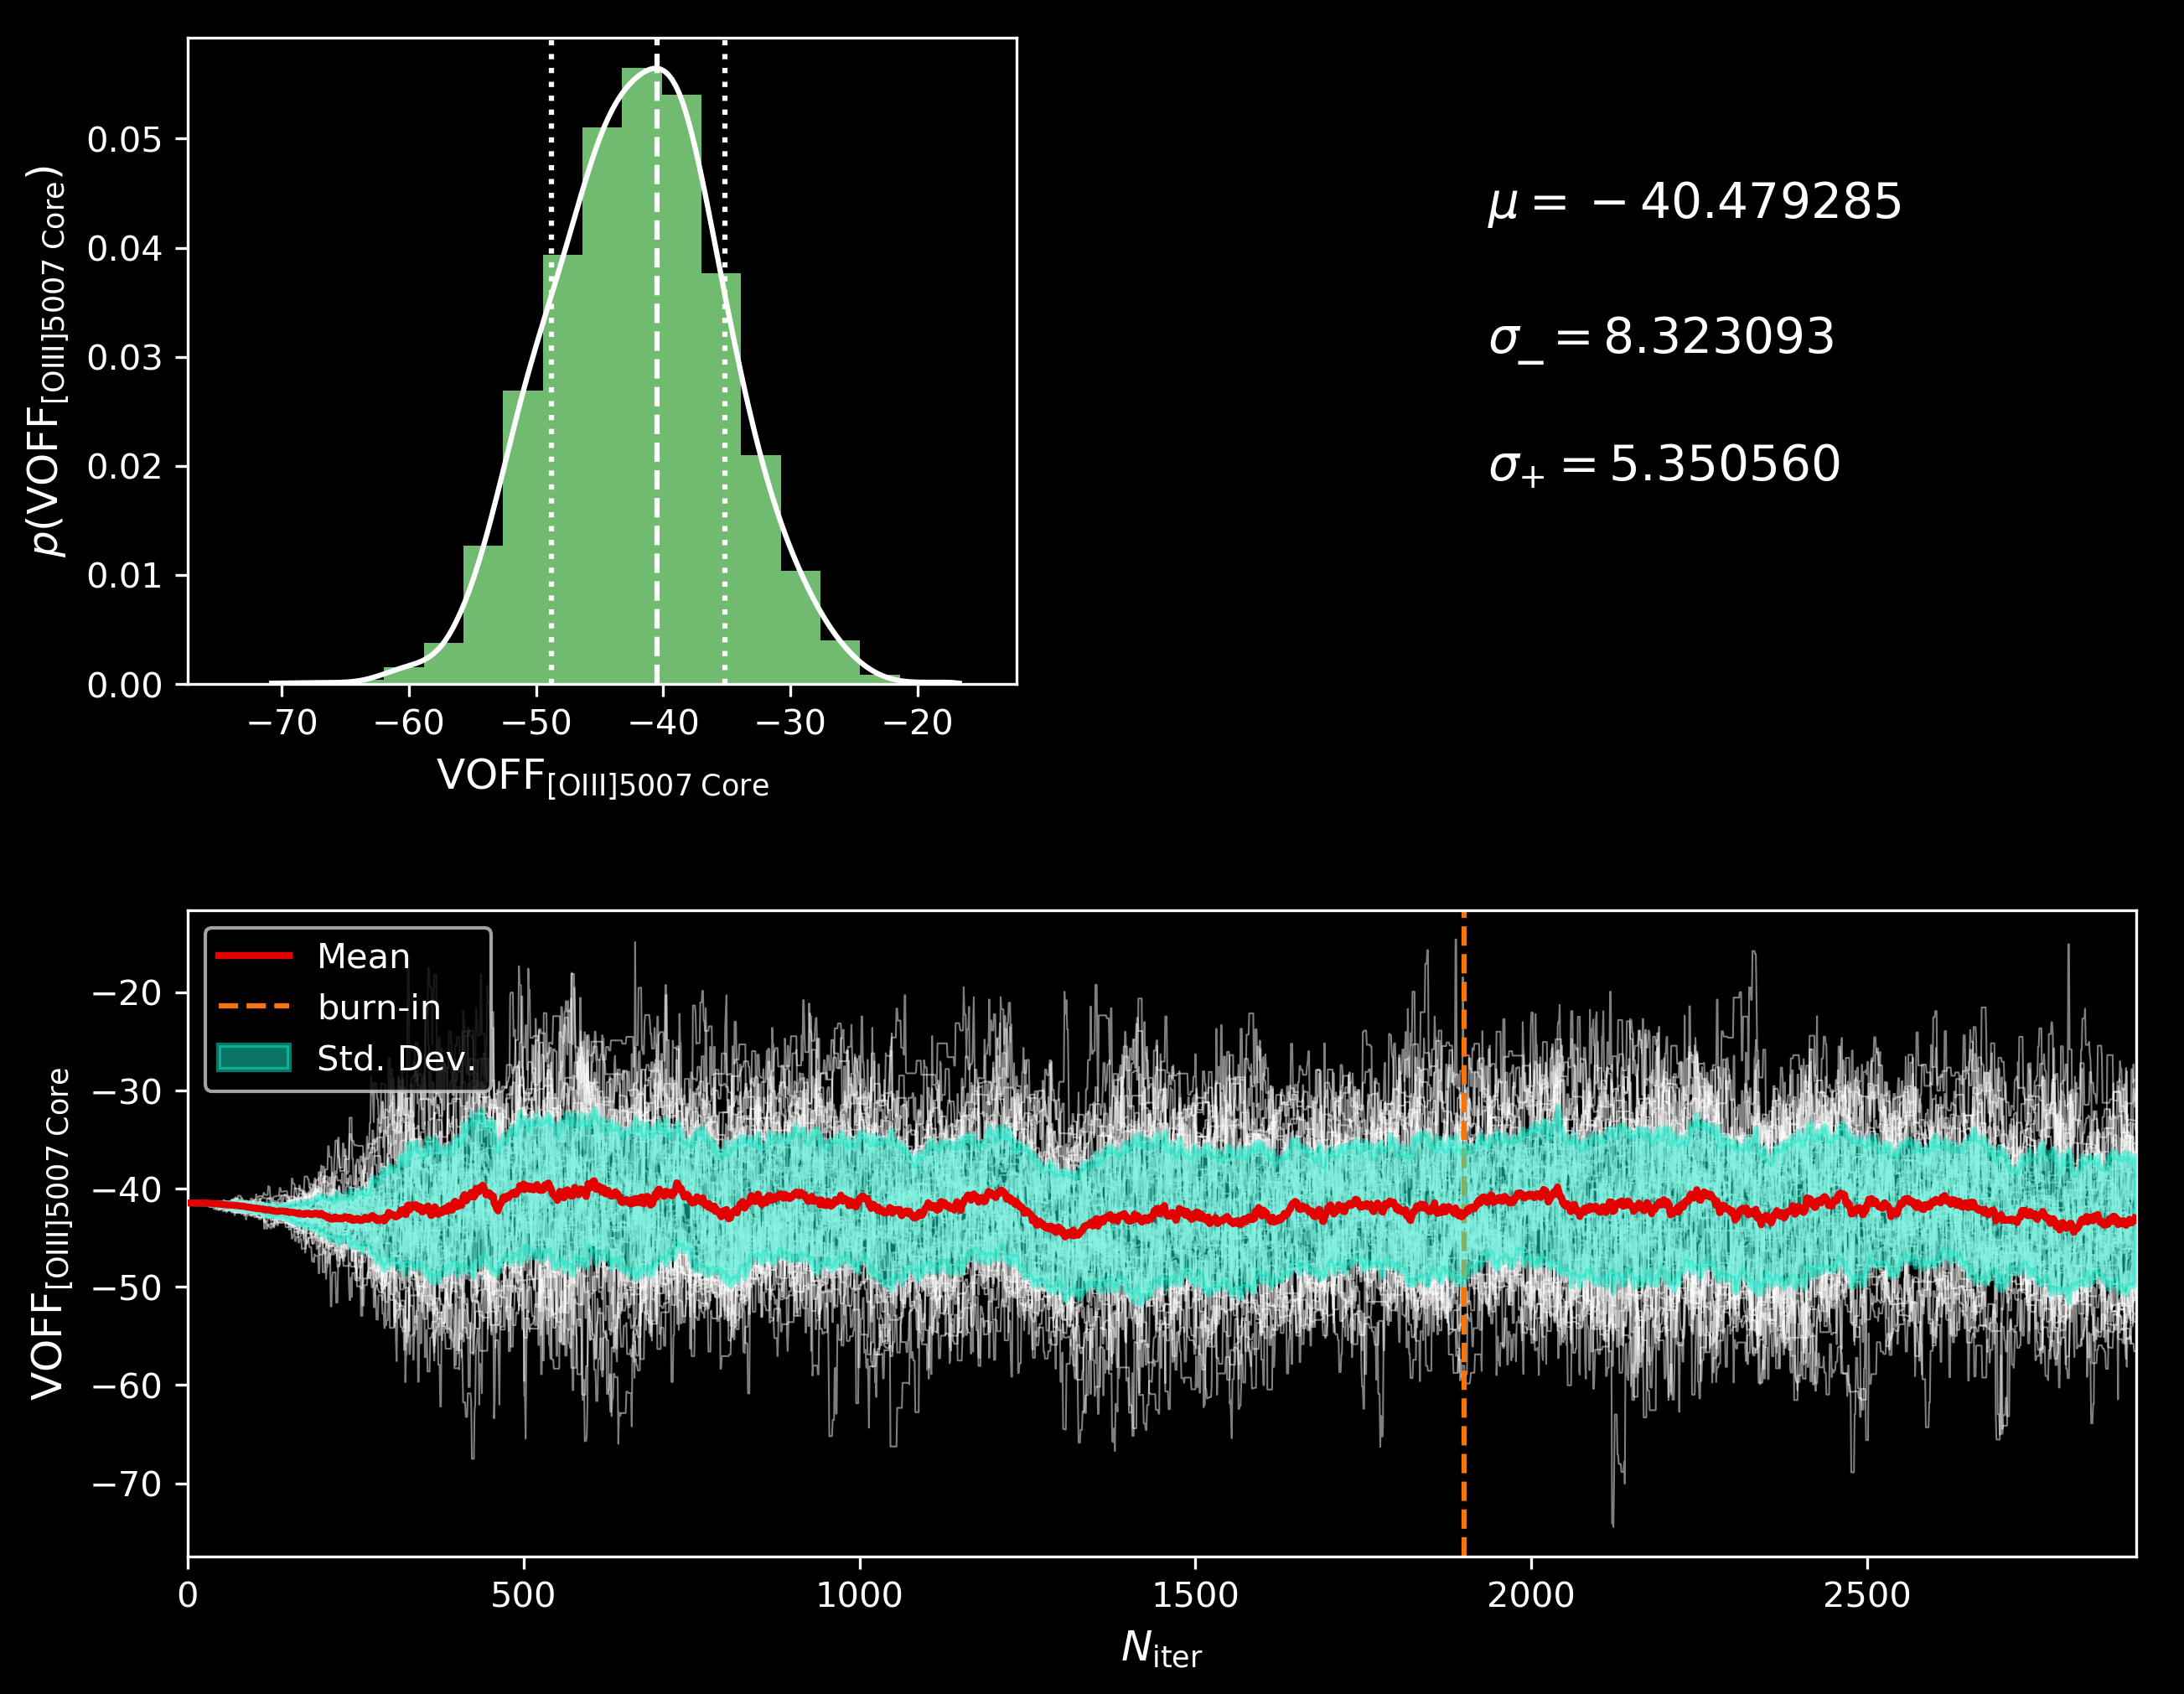 p(VOFF[OIII]5007 Core)
0.05
0.04
0.03
0.02
0.01
0.00
−70 −60 −50 −40 −30 −20
VOFF[OIII]5007 Core
μ = −40.479285
σ_ = 8.323093
σ+ = 5.350560
VOFF[OIII]5007 Core
−20
−30
−40
−50
−60
−70
Mean
burn-in
Std. Dev.
0 500 1000 1500 2000 2500
Niter